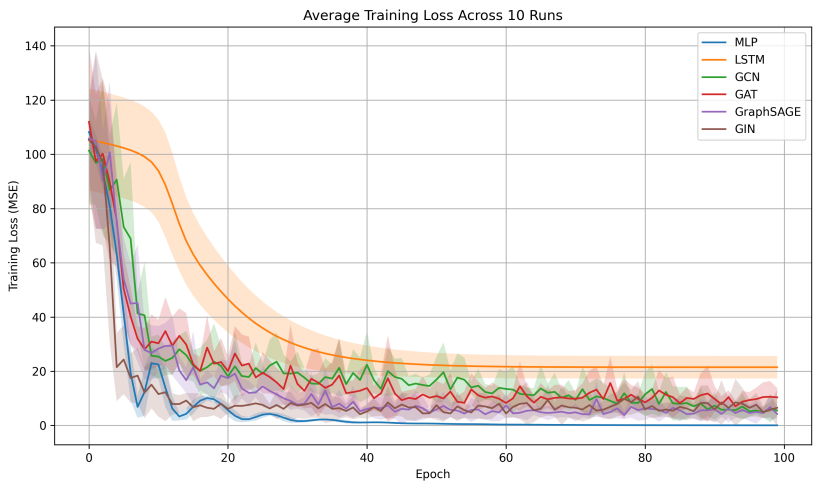 Average Training Loss Across 10 Runs
Training Loss (MSE)
140
120
100
80
60
40
20
0
0 20 40 60 80 100
Epoch
MLP
LSTM
GCN
GAT
GraphSAGE
GIN